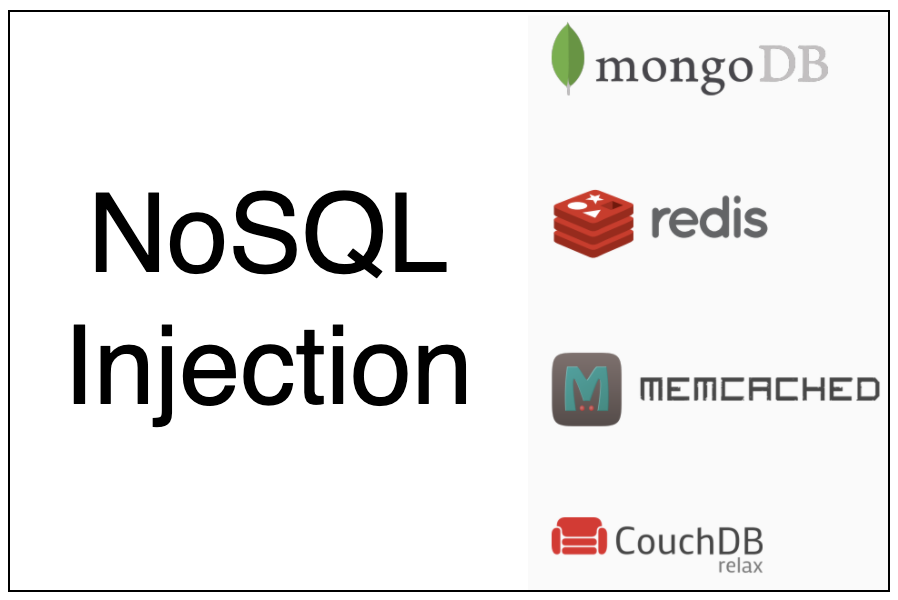 NoSQL
Injection
mongoDB
redis
MEMCACHED
CouchDB
relax